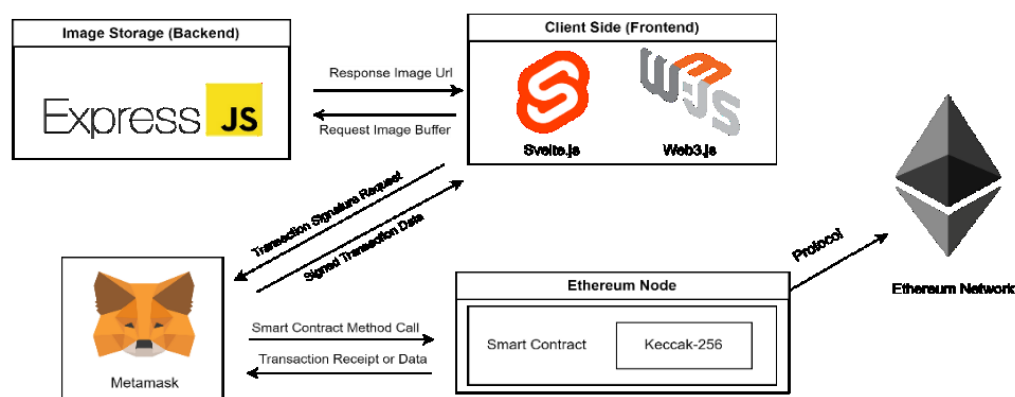 Image Storage (Backend)
Express JS
Response Image Url
Request Image Buffer
Client Side (Frontend)
W3JS
Svelte.js
Web3.js
Transaction Signature Request
Signed Transaction Data
Metamask
Smart Contract Method Call
Transaction Receipt or Data
Ethereum Node
Smart Contract
Keccak-256
Protocol
Ethereum Network